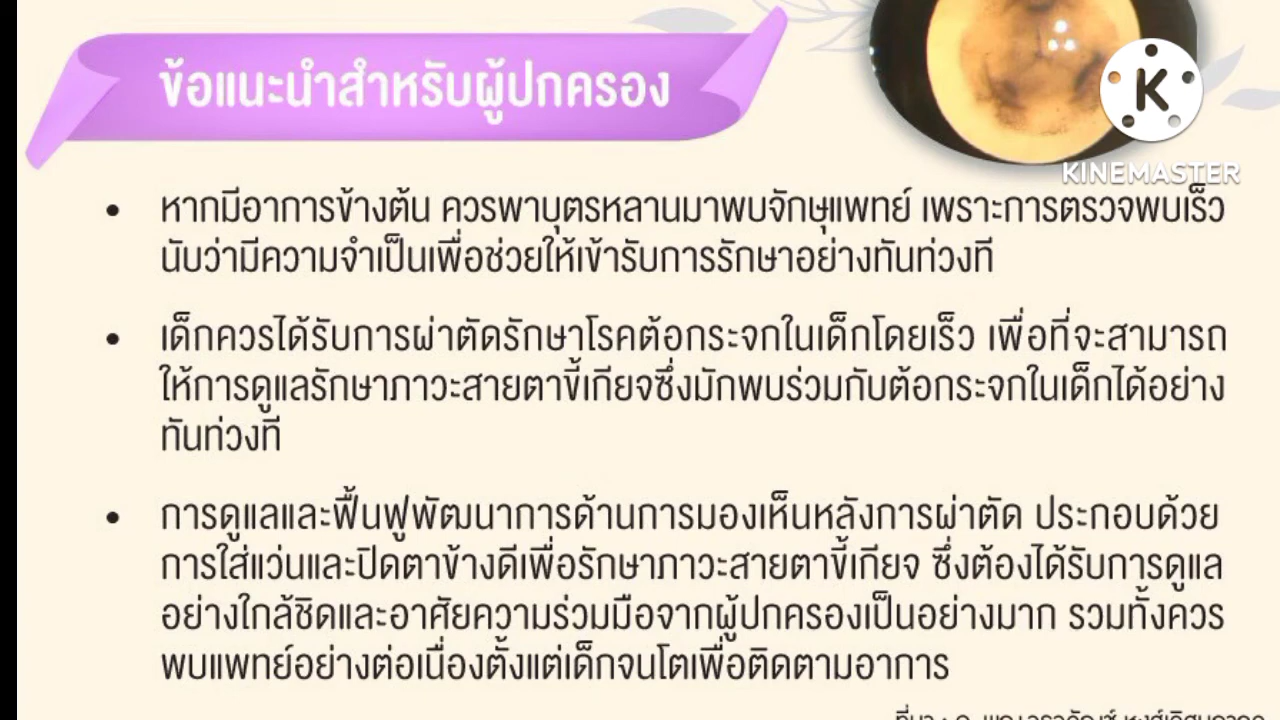 ข้อแนะนำสำหรับผู้ปกครอง
K
KINEMASTER
• หากมีอาการข้างต้น ควรพาบุตรหลานมาพบจักษุแพทย์ เพราะการตรวจพบเร็ว
นับว่ามีความจำเป็นเพื่อช่วยให้เข้ารับการรักษาอย่างทันท่วงที
• เด็กควรได้รับการผ่าตัดรักษาโรคต้อกระจกในเด็กโดยเร็ว เพื่อที่จะสามารถ
ให้การดูแลรักษาภาวะสายตาขี้เกียจซึ่งมักพบร่วมกับต้อกระจกในเด็กได้อย่าง
ทันท่วงที
• การดูแลและฟื้นฟูพัฒนาการด้านการมองเห็นหลังการผ่าตัด ประกอบด้วย
การใส่แว่นและปิดตาข้างดีเพื่อรักษาภาวะสายตาขี้เกียจ ซึ่งต้องได้รับการดูแล
อย่างใกล้ชิดและอาศัยความร่วมมือจากผู้ปกครองเป็นอย่างมาก รวมทั้งควร
พบแพทย์อย่างต่อเนื่องตั้งแต่เด็กจนโตเพื่อติดตามอาการ